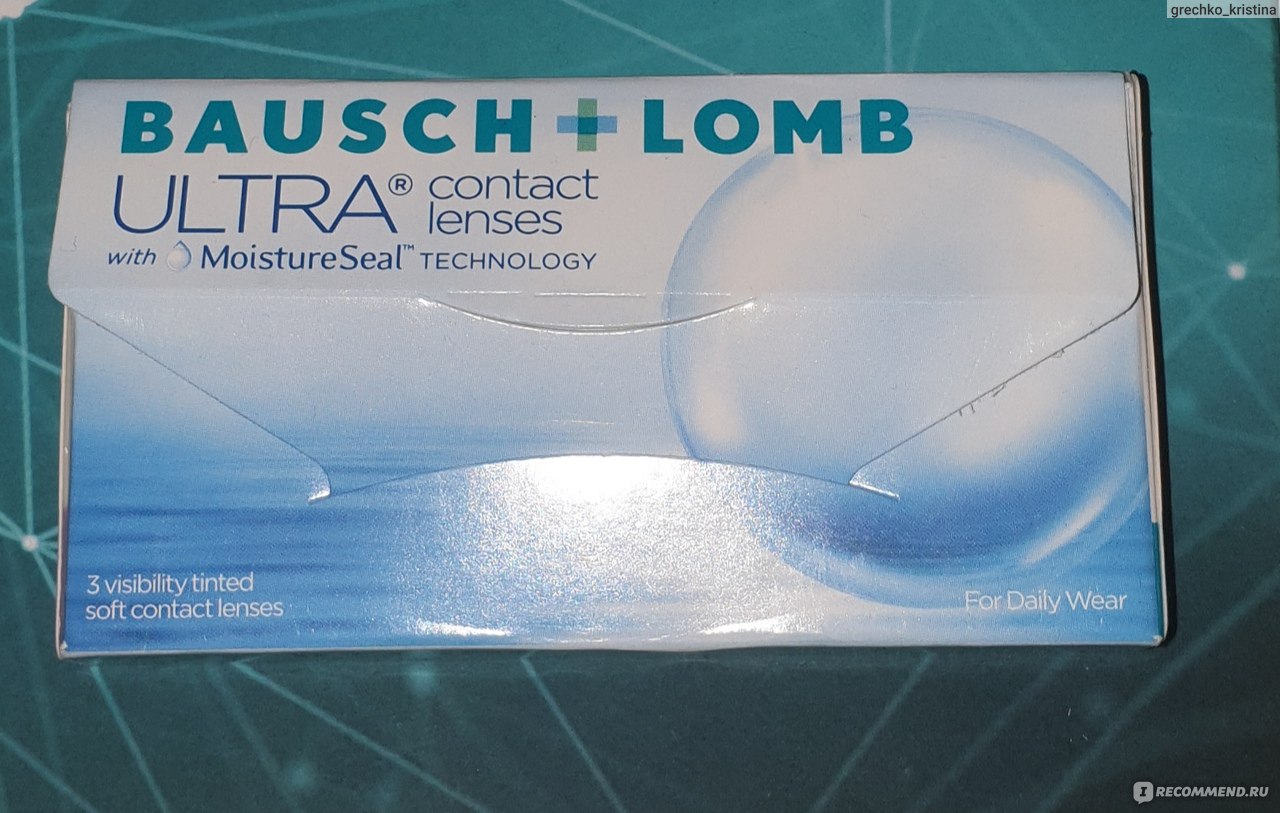 grechko_kristina
BAUSCH + LOMB
ULTRA® contact
lenses
with MoistureSeal™ TECHNOLOGY
3 visibility tinted
soft contact lenses
For Daily Wear
I RECOMMEND.RU